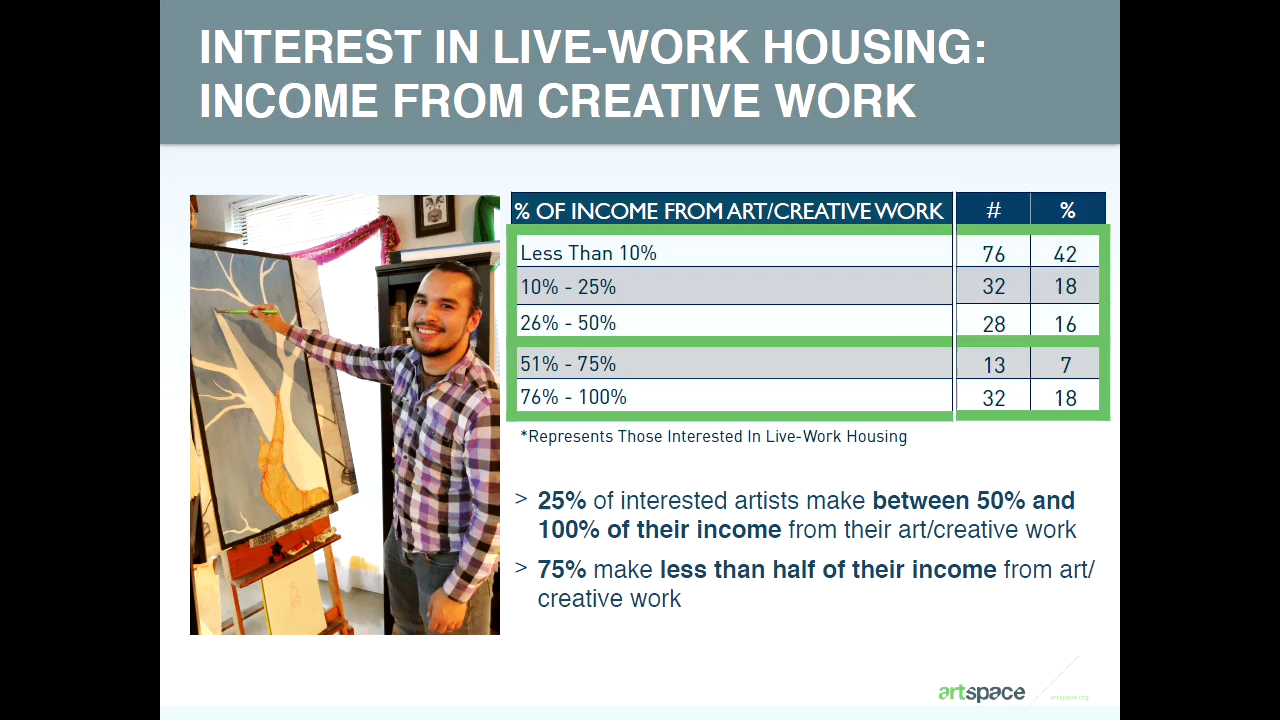 INTEREST IN LIVE-WORK HOUSING:
INCOME FROM CREATIVE WORK
% OF INCOME FROM ART/CREATIVE WORK # %
Less Than 10% 76 42
10% - 25% 32 18
26% - 50% 28 16
51% - 75% 13 7
76% - 100% 32 18
*Represents Those Interested In Live-Work Housing
> 25% of interested artists make between 50% and
100% of their income from their art/creative work
> 75% make less than half of their income from art/
creative work
artspace
artspace.org